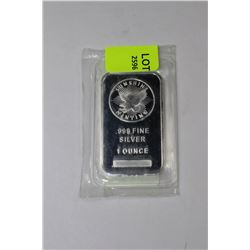 LOT
2596
SUNSHINE
MINTING
.999 FINE
SILVER
1 OUNCE